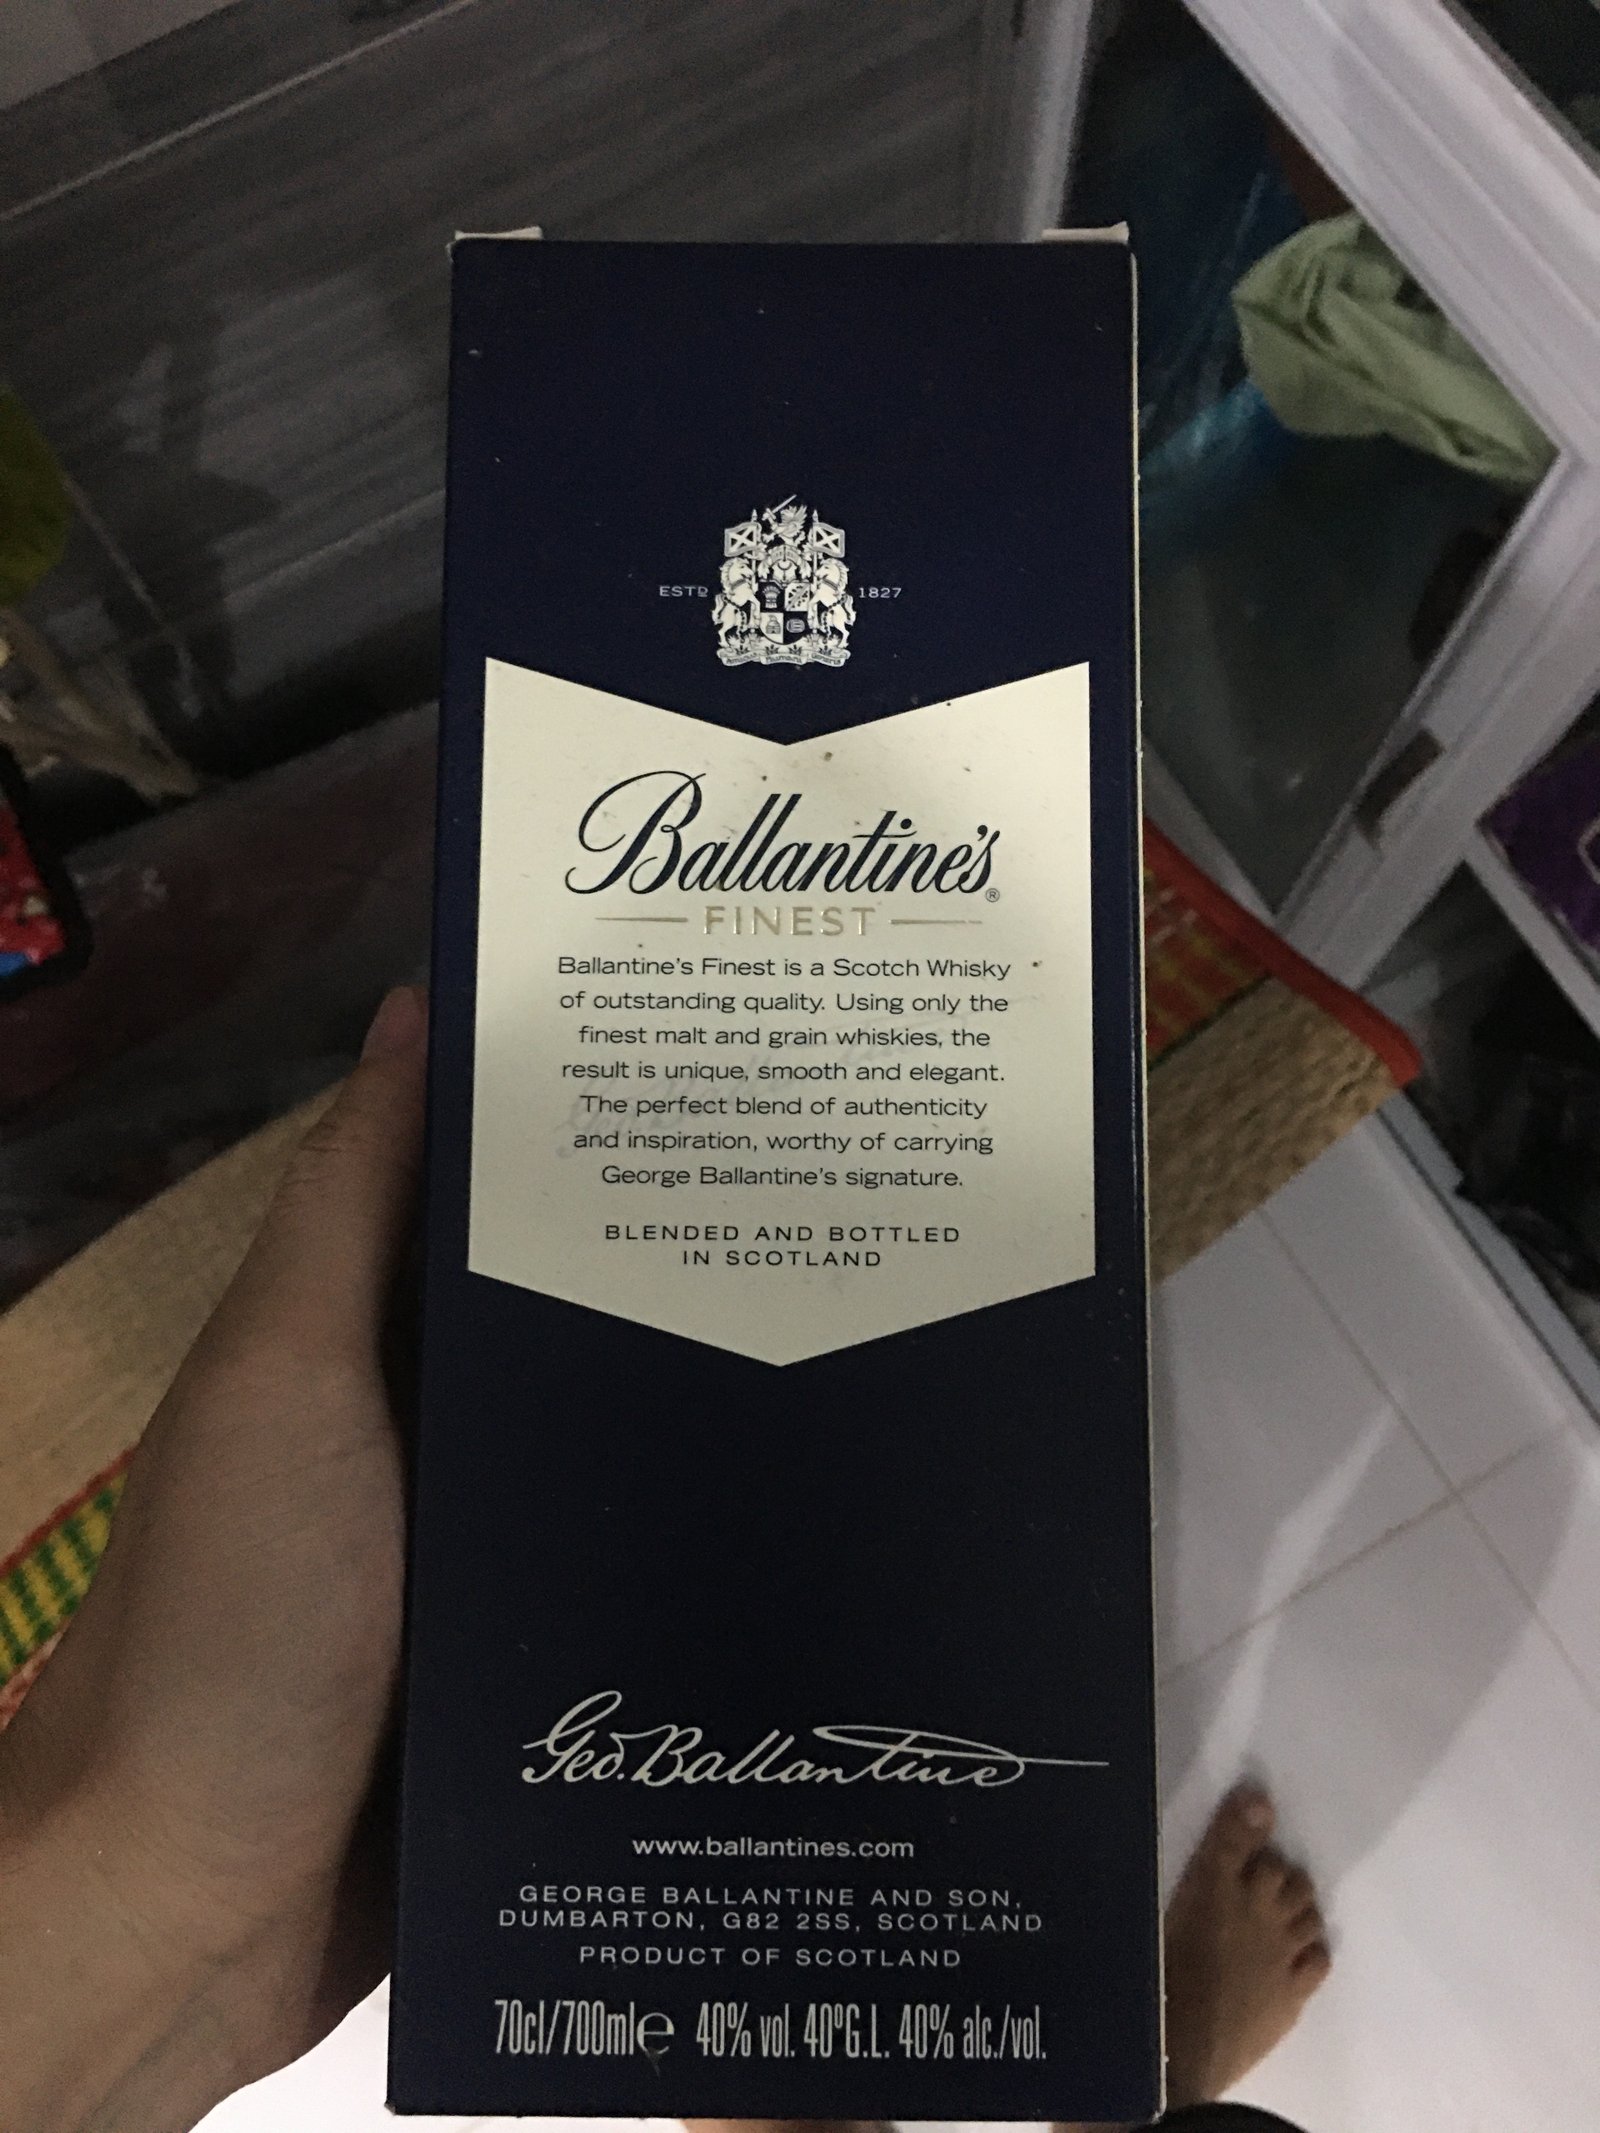 ESTD 1827
Ballantine's®
FINEST
Ballantine's Finest is a Scotch Whisky
of outstanding quality. Using only the
finest malt and grain whiskies, the
result is unique, smooth and elegant.
The perfect blend of authenticity
and inspiration, worthy of carrying
George Ballantine's signature.
BLENDED AND BOTTLED
IN SCOTLAND
Geo. Ballantine
www.ballantines.com
GEORGE BALLANTINE AND SON,
DUMBARTON, G82 2SS, SCOTLAND
PRODUCT OF SCOTLAND
70cl/700ml℮ 40% vol. 40ºG.L. 40% alc./vol.